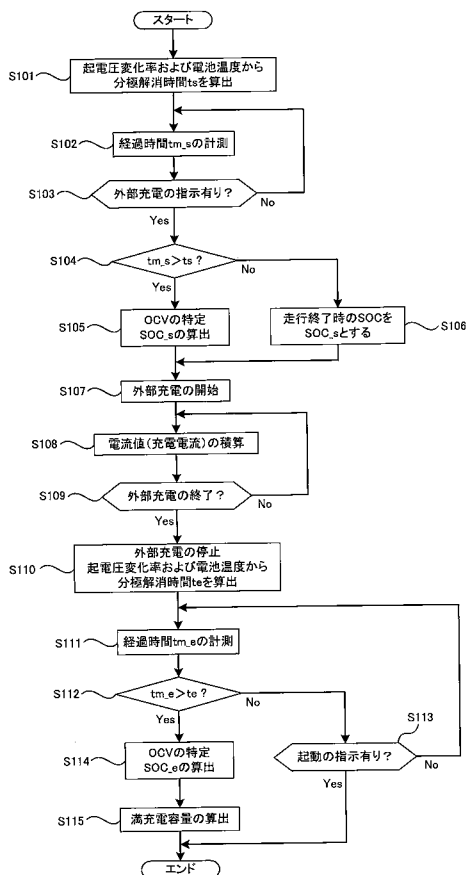 スタート
S101
起電圧変化率および電池温度から
分極解消時間tsを算出
S102
経過時間tm_sの計測
S103
外部充電の指示有り?
No
Yes
S104
tm_s>ts?
No
Yes
S105
OCVの特定
SOC_sの算出
走行終了時のSOCを
SOC_sとする
S106
S107
外部充電の開始
S108
電流値(充電電流)の積算
S109
外部充電の終了?
No
Yes
S110
外部充電の停止
起電圧変化率および電池温度から
分極解消時間teを算出
S111
経過時間tm_eの計測
S112
tm_e>te?
No
Yes
S113
起動の指示有り?
No
Yes
S114
OCVの特定
SOC_eの算出
S115
満充電容量の算出
エンド